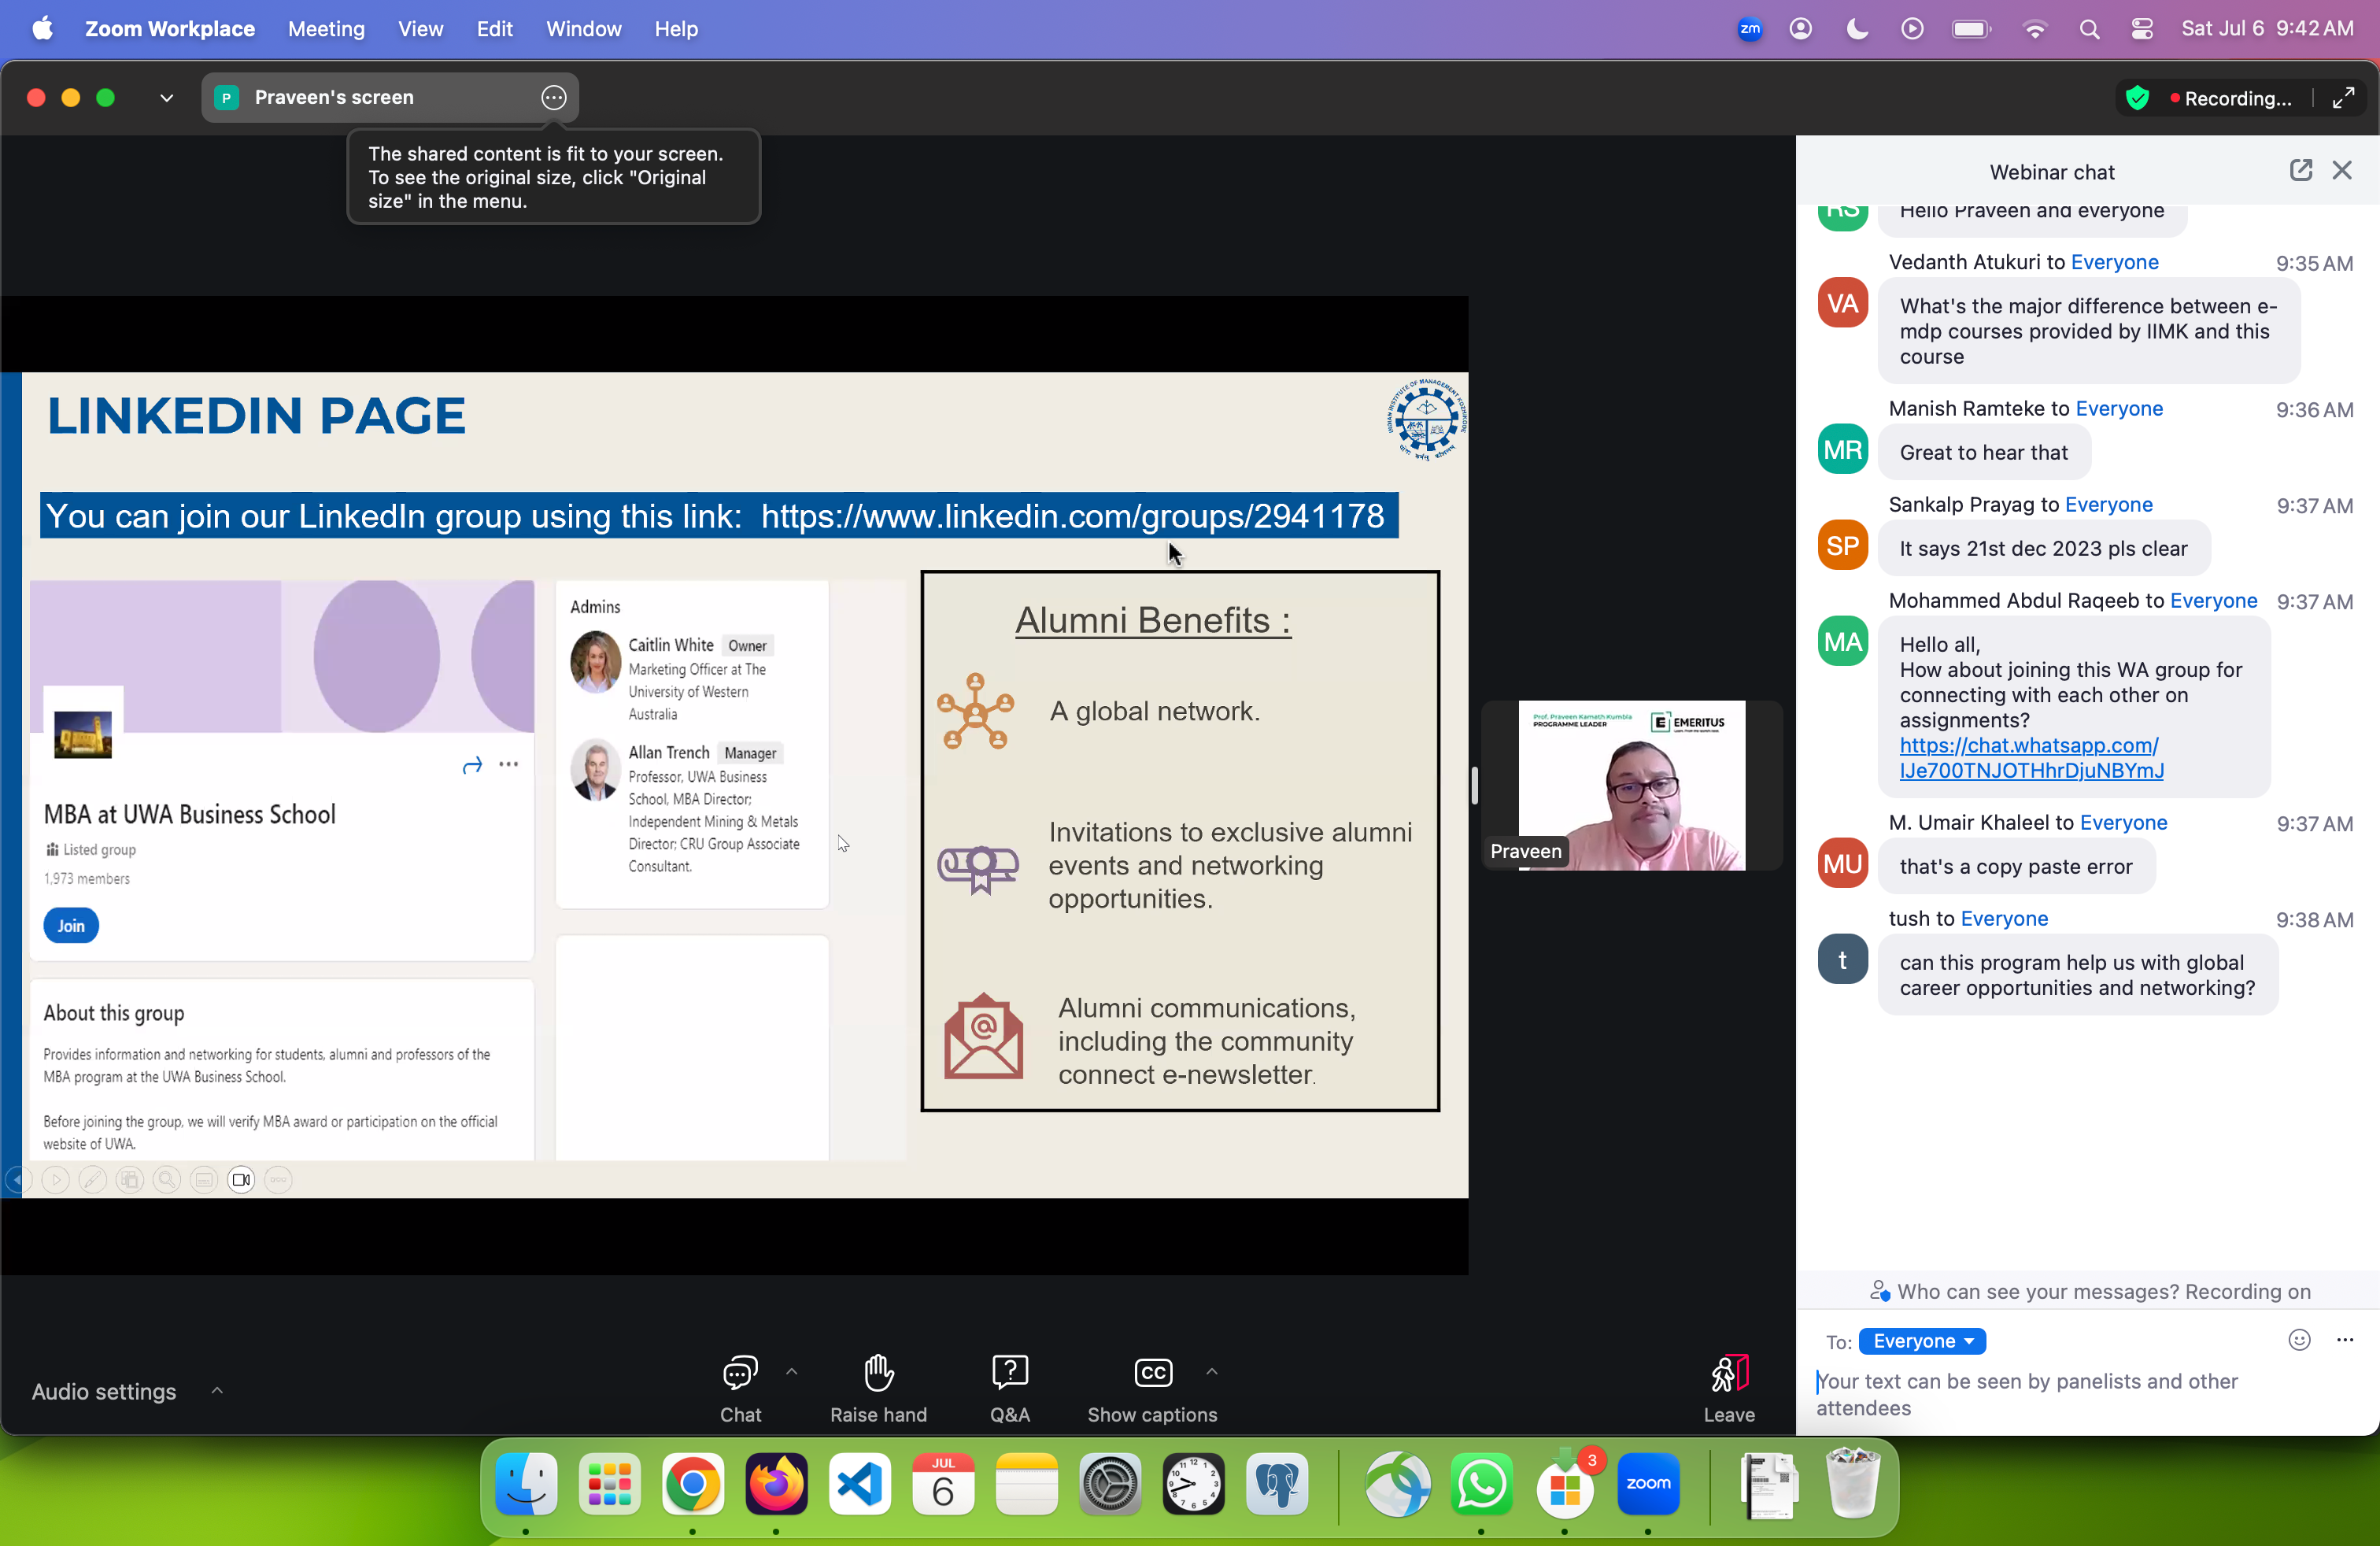 Zoom Workplace Meeting View Edit Window Help
zm
Sat Jul 6 9:42 AM
P Praveen's screen
Recording...
The shared content is fit to your screen.
To see the original size, click "Original
size" in the menu.
LINKEDIN PAGE
INDIAN INSTITUTE OF MANAGEMENT KOZHIKODE
You can join our LinkedIn group using this link: https://www.linkedin.com/groups/2941178
MBA at UWA Business School
Listed group
1,973 members
Join
About this group
Provides information and networking for students, alumni and professors of the
MBA program at the UWA Business School.
Before joining the group, we will verify MBA award or participation on the official
website of UWA.
Admins
Caitlin White Owner
Marketing Officer at The
University of Western
Australia
Allan Trench Manager
Professor, UWA Business
School, MBA Director;
Independent Mining & Metals
Director; CRU Group Associate
Consultant.
Alumni Benefits :
A global network.
Invitations to exclusive alumni
events and networking
opportunities.
@
Alumni communications,
including the community
connect e-newsletter.
Prof. Praveen Kamath Kumbla
PROGRAMME LEADER
E EMERITUS
Praveen
Webinar chat
RS
Hello Praveen and everyone
Vedanth Atukuri to Everyone 9:35 AM
VA
What's the major difference between e-
mdp courses provided by IIMK and this
course
Manish Ramteke to Everyone 9:36 AM
MR
Great to hear that
Sankalp Prayag to Everyone 9:37 AM
SP
It says 21st dec 2023 pls clear
Mohammed Abdul Raqeeb to Everyone 9:37 AM
MA
Hello all,
How about joining this WA group for
connecting with each other on
assignments?
https://chat.whatsapp.com/
IJe700TNJOTHhrDjuNBYmJ
M. Umair Khaleel to Everyone 9:37 AM
MU
that's a copy paste error
tush to Everyone 9:38 AM
t
can this program help us with global
career opportunities and networking?
Who can see your messages? Recording on
To: Everyone
Your text can be seen by panelists and other
attendees
Audio settings
Chat
Raise hand
Q&A
CC
Show captions
Leave
JUL
6
3
zoom